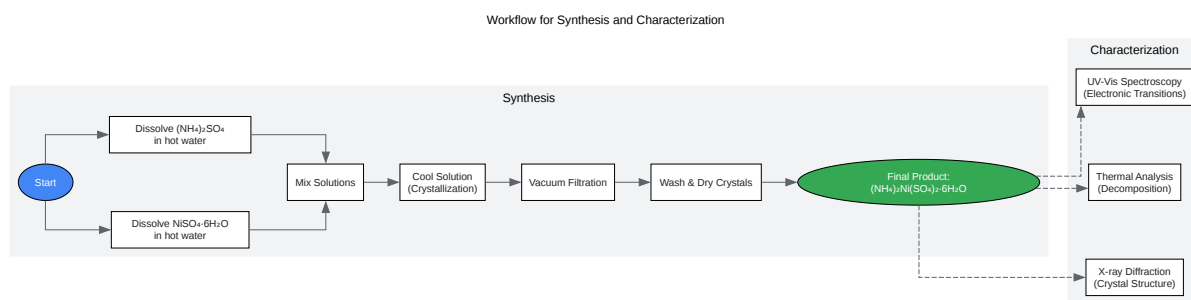 Workflow for Synthesis and Characterization
Synthesis
Start
Dissolve (NH₄)₂SO₄
in hot water
Dissolve NiSO₄·6H₂O
in hot water
Mix Solutions
Cool Solution
(Crystallization)
Vacuum Filtration
Wash & Dry Crystals
Final Product:
(NH₄)₂Ni(SO₄)₂·6H₂O
Characterization
UV-Vis Spectroscopy
(Electronic Transitions)
Thermal Analysis
(Decomposition)
X-ray Diffraction
(Crystal Structure)